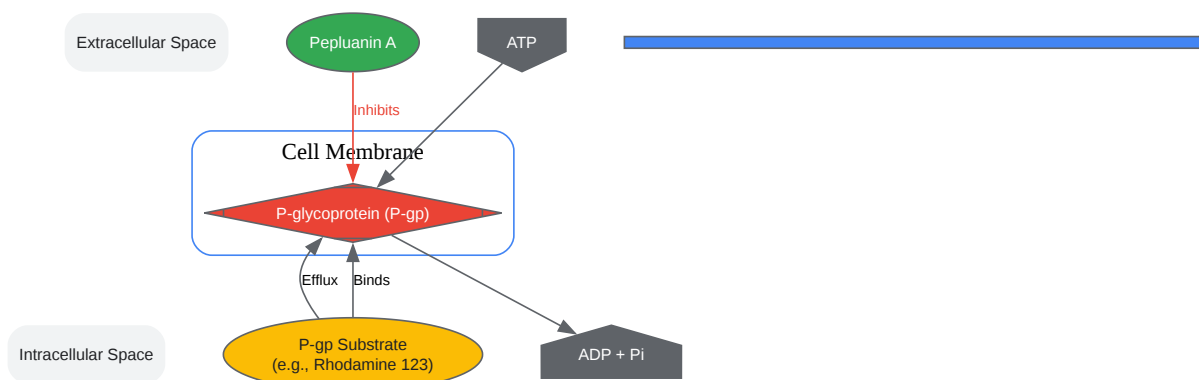 Extracellular Space
Pepluanin A
ATP
Inhibits
Cell Membrane
P-glycoprotein (P-gp)
Efflux
Binds
Intracellular Space
P-gp Substrate
(e.g., Rhodamine 123)
ADP + Pi